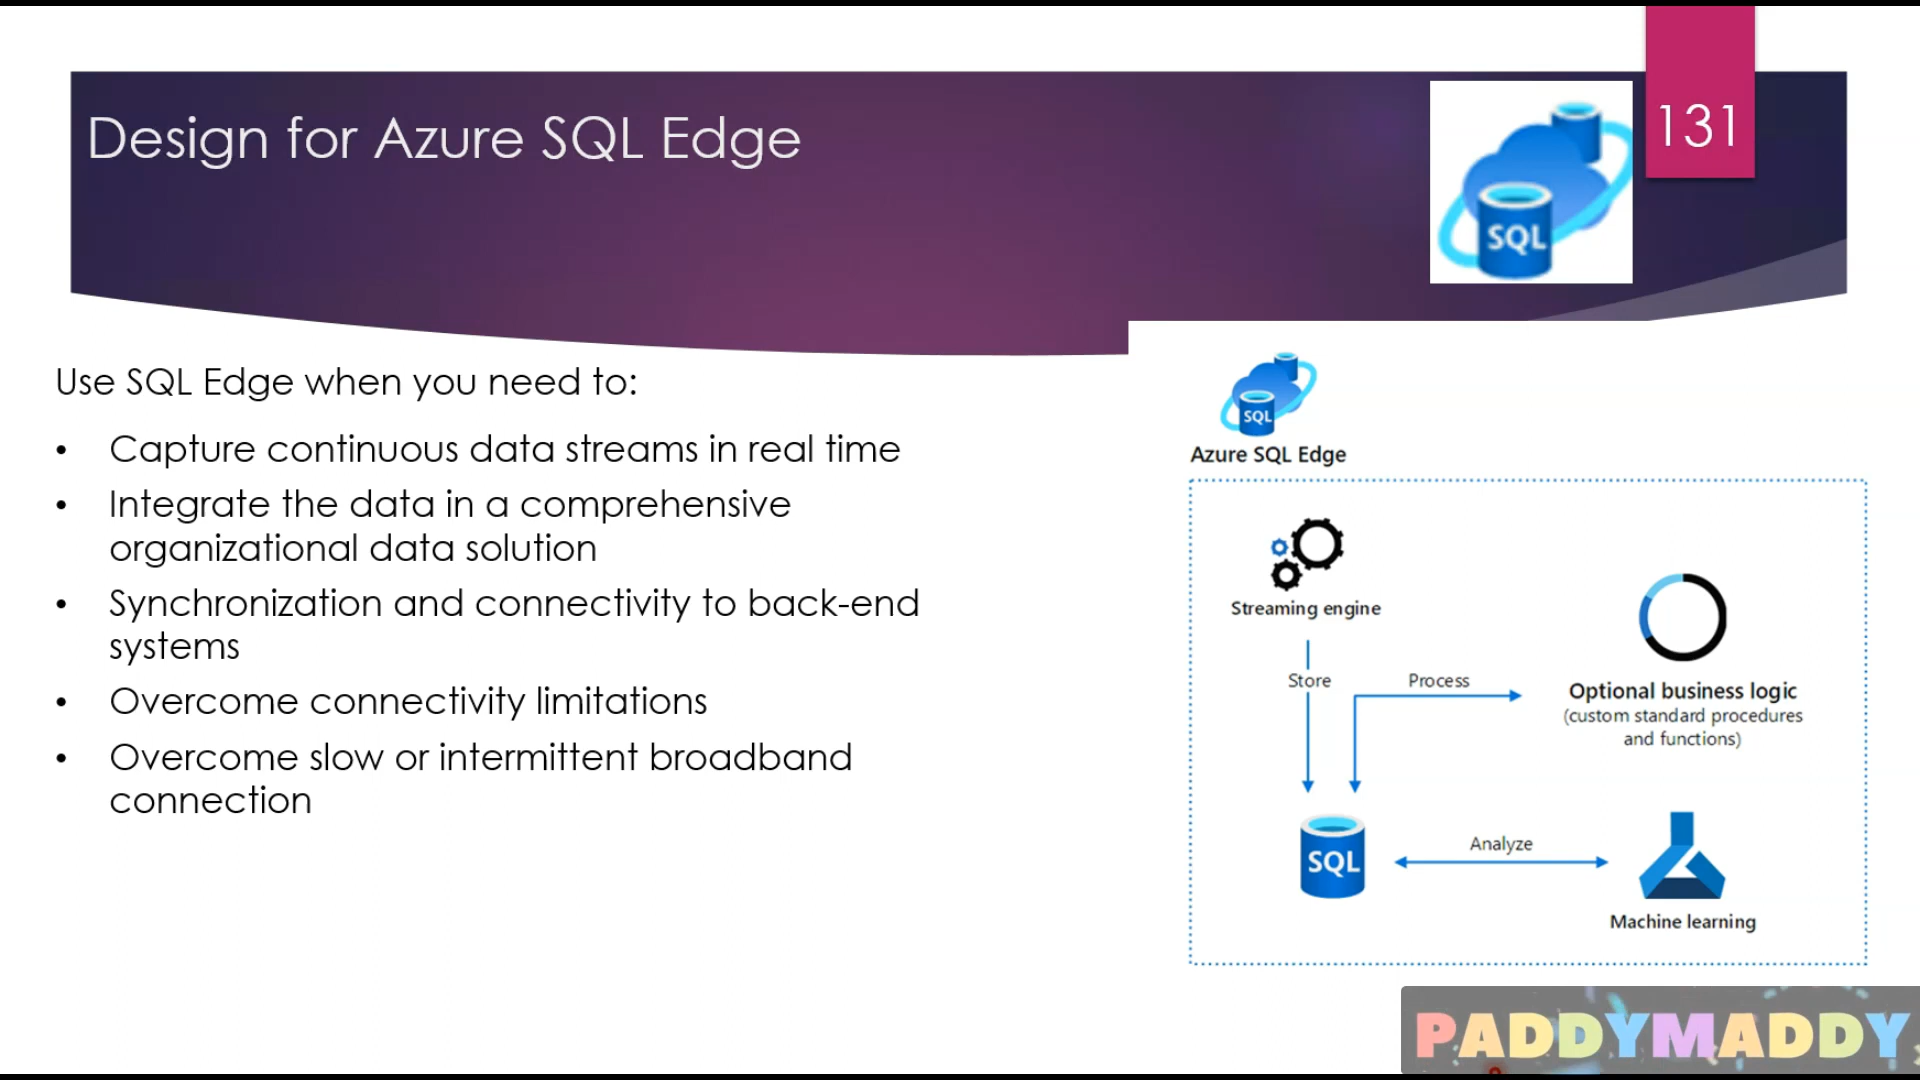 Design for Azure SQL Edge
SQL
131
Use SQL Edge when you need to:
• Capture continuous data streams in real time
• Integrate the data in a comprehensive
organizational data solution
• Synchronization and connectivity to back-end
systems
• Overcome connectivity limitations
• Overcome slow or intermittent broadband
connection
SQL
Azure SQL Edge
Streaming engine
Store
Process
Optional business logic
(custom standard procedures
and functions)
SQL
Analyze
Machine learning
PADDYMADDY